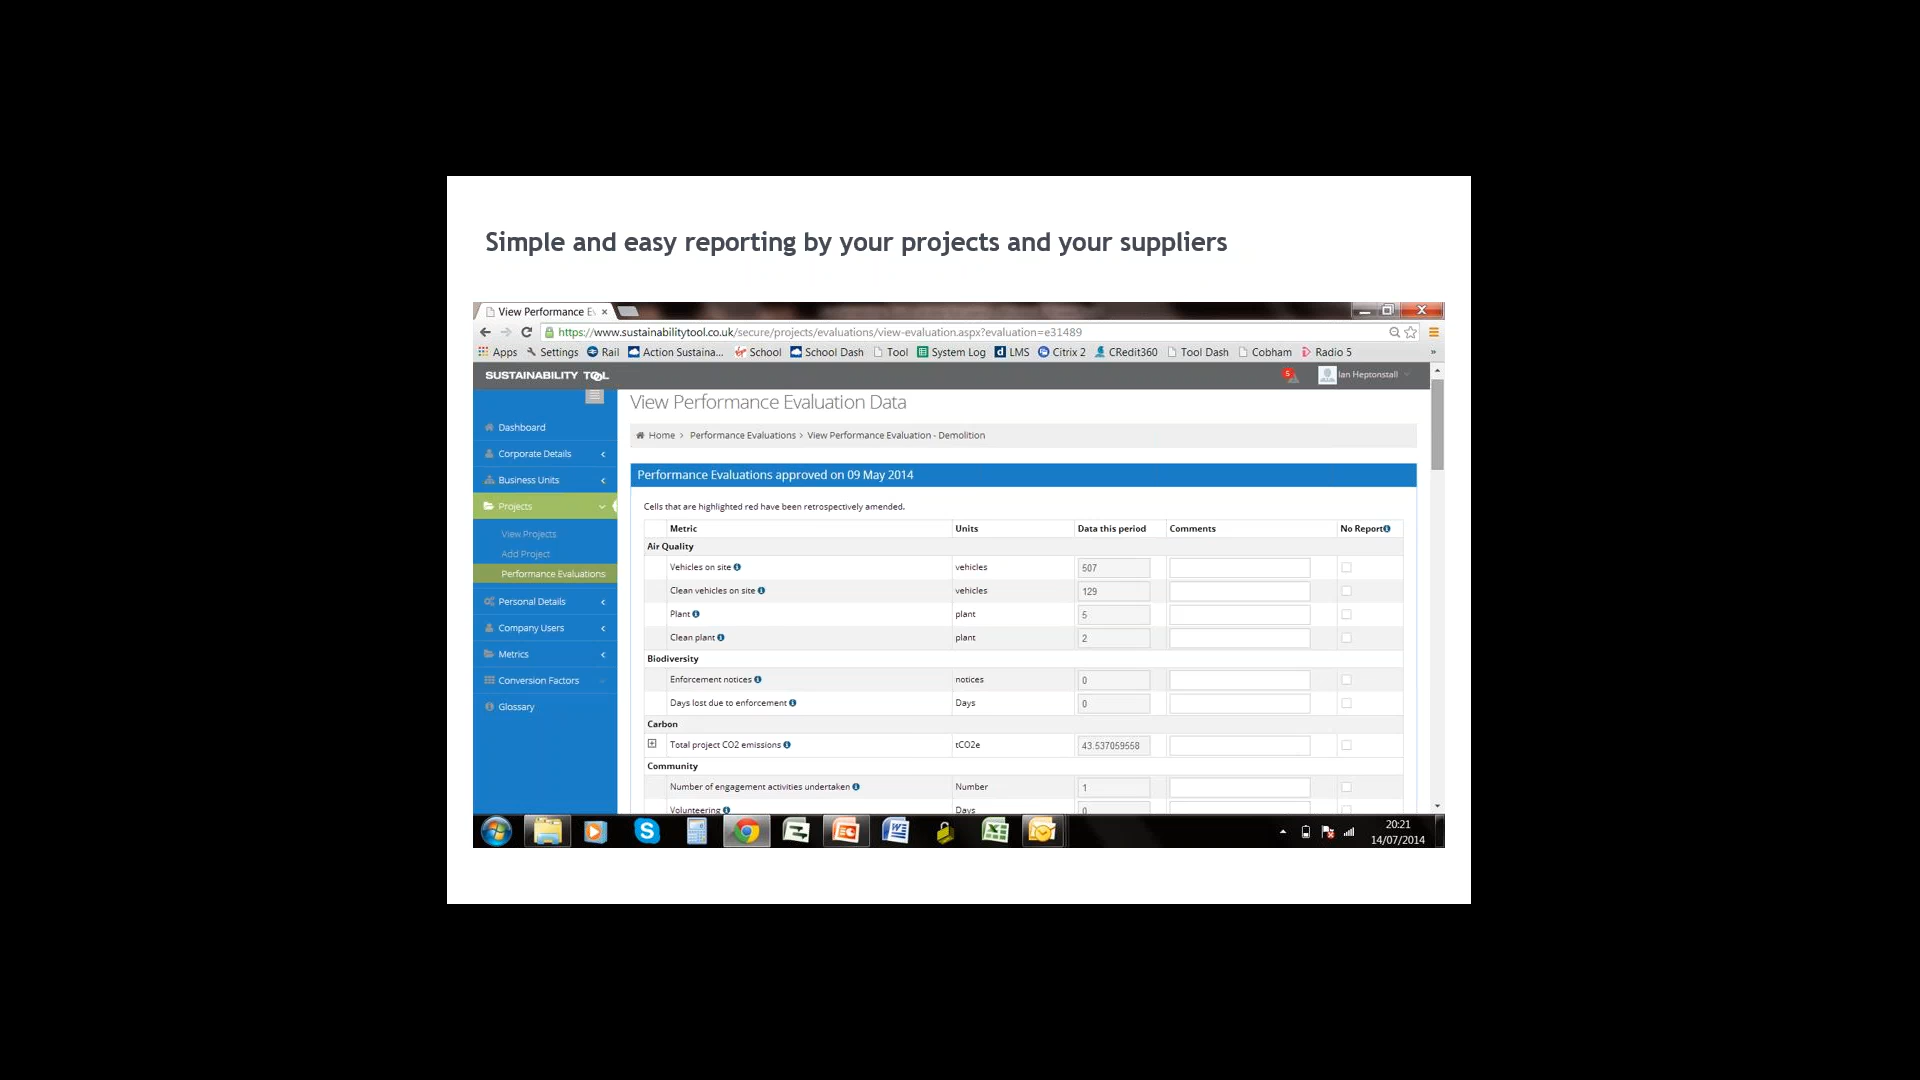 Simple and easy reporting by your projects and your suppliers
View Performance Ev
https://www.sustainabilitytool.co.uk/secure/projects/evaluations/view-evaluation.aspx?evaluation=e31489
Apps Settings Rail Action Sustaina... School School Dash Tool System Log LMS Citrix 2 CRedit360 Tool Dash Cobham Radio 5 »
SUSTAINABILITY TOOL 5 Ian Heptonstall
View Performance Evaluation Data
Home > Performance Evaluations > View Performance Evaluation - Demolition
Dashboard
Corporate Details
Business Units
Projects
View Projects
Add Project
Performance Evaluations
Personal Details
Company Users
Metrics
Conversion Factors
Glossary
Performance Evaluations approved on 09 May 2014
Cells that are highlighted red have been retrospectively amended.
Metric Units Data this period Comments No Report
Air Quality
Vehicles on site vehicles 507
Clean vehicles on site vehicles 129
Plant plant 5
Clean plant plant 2
Biodiversity
Enforcement notices notices 0
Days lost due to enforcement Days 0
Carbon
Total project CO2 emissions tCO2e 43.537059558
Community
Number of engagement activities undertaken Number 1
Volunteering Days 0
20:21
14/07/2014